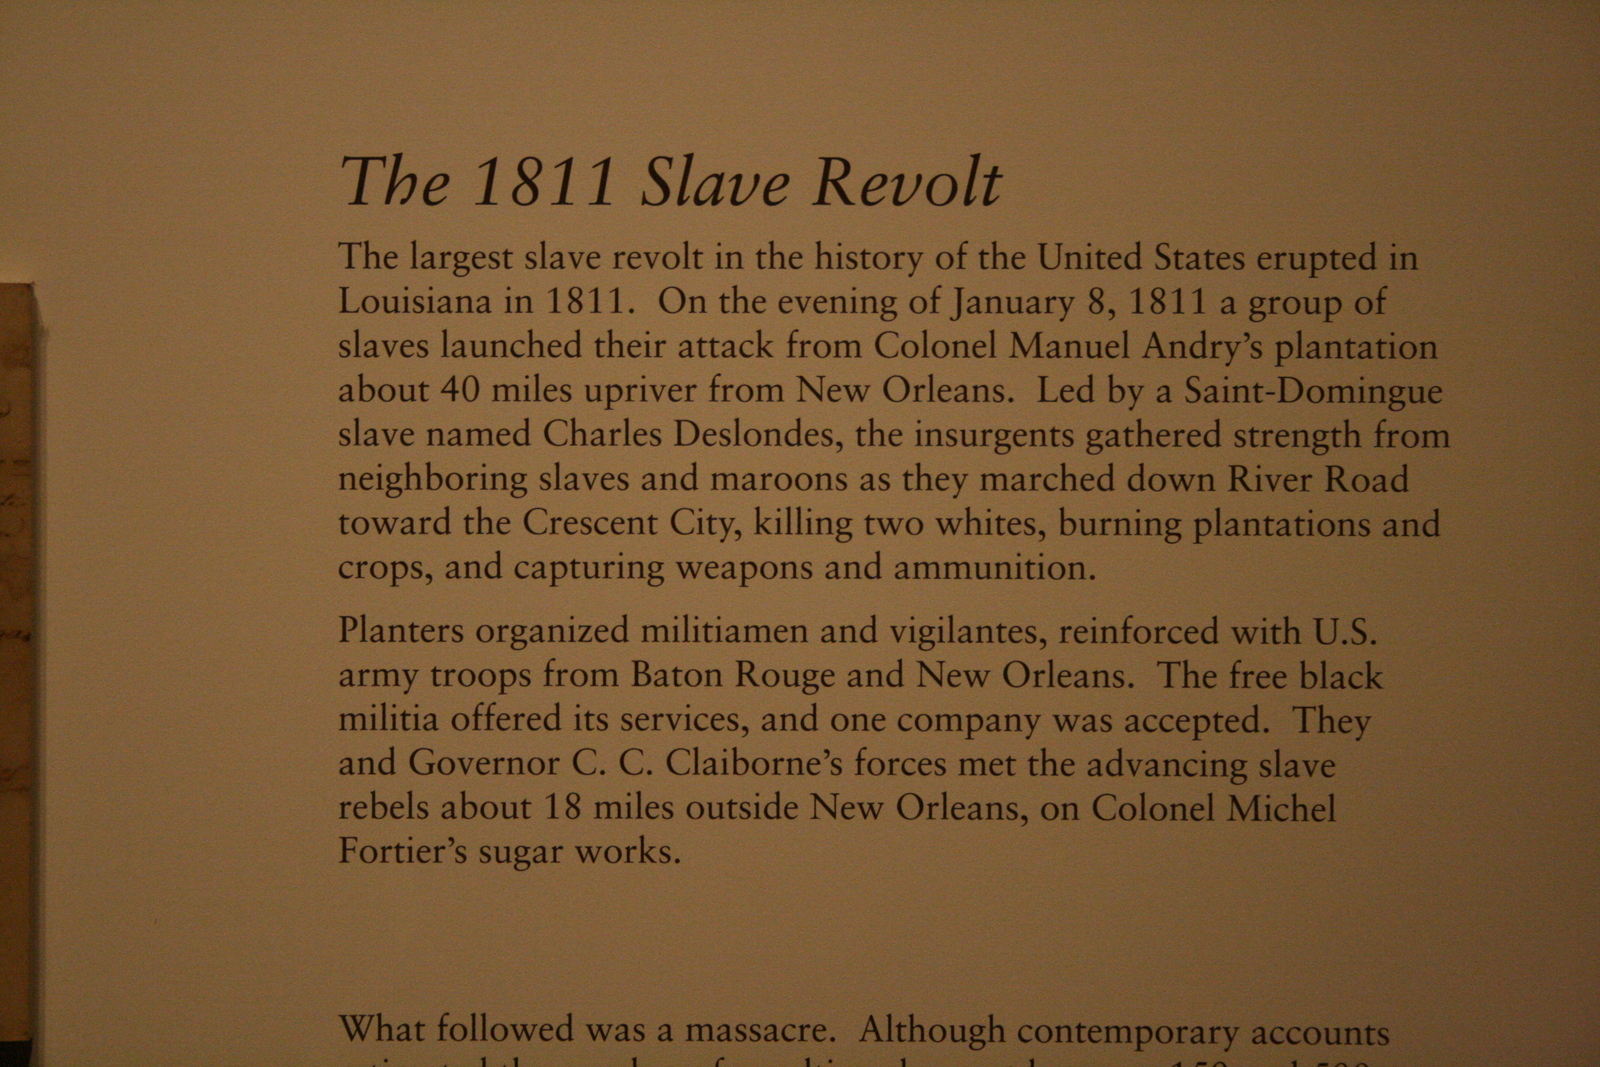 The 1811 Slave Revolt
The largest slave revolt in the history of the United States erupted in
Louisiana in 1811. On the evening of January 8, 1811 a group of
slaves launched their attack from Colonel Manuel Andry's plantation
about 40 miles upriver from New Orleans. Led by a Saint-Domingue
slave named Charles Deslondes, the insurgents gathered strength from
neighboring slaves and maroons as they marched down River Road
toward the Crescent City, killing two whites, burning plantations and
crops, and capturing weapons and ammunition.
Planters organized militiamen and vigilantes, reinforced with U.S.
army troops from Baton Rouge and New Orleans. The free black
militia offered its services, and one company was accepted. They
and Governor C. C. Claiborne's forces met the advancing slave
rebels about 18 miles outside New Orleans, on Colonel Michel
Fortier's sugar works.
What followed was a massacre. Although contemporary accounts